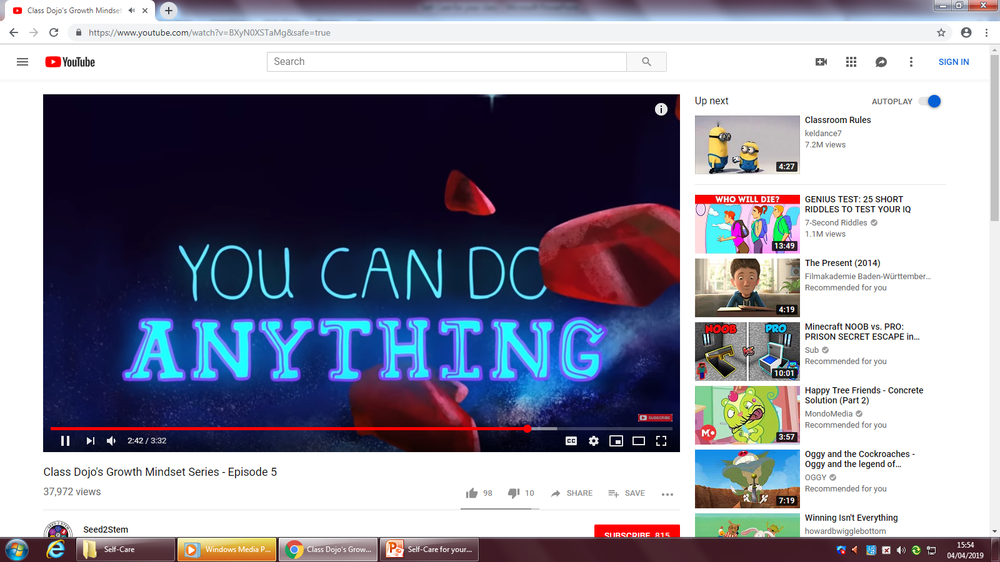 Class Dojo's Growth Mindset
https://www.youtube.com/watch?v=BXyN0XSTaMg&safe=true
YouTube
Search
SIGN IN
YOU CAN DO
ANYTHING
SUBSCRIBE
2:42 / 3:32
CC
Class Dojo's Growth Mindset Series - Episode 5
37,972 views
98
10
SHARE
SAVE
SEED 2 STEM
Seed2Stem
SUBSCRIBE 815
Up next
AUTOPLAY
4:27
Classroom Rules
keldance7
7.2M views
WHO WILL DIE?
13:49
GENIUS TEST: 25 SHORT
RIDDLES TO TEST YOUR IQ
7-Second Riddles
1.1M views
4:19
The Present (2014)
Filmakademie Baden-Württember...
Recommended for you
NOOB
VS
PRO
10:01
Minecraft NOOB vs. PRO:
PRISON SECRET ESCAPE in...
Sub
Recommended for you
3:57
Happy Tree Friends - Concrete
Solution (Part 2)
MondoMedia
Recommended for you
7:19
Oggy and the Cockroaches -
Oggy and the legend of...
OGGY
Recommended for you
Winning Isn't Everything
howardbwigglebottom
Self-Care
Windows Media P...
Class Dojo's Grow...
Self-Care for your...
15:54
04/04/2019